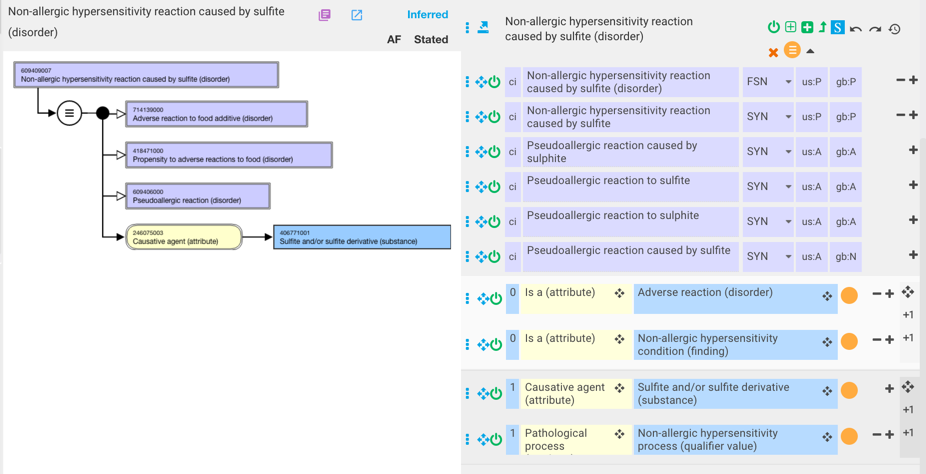 Non-allergic hypersensitivity reaction caused by sulfite
(disorder)
Inferred
AF Stated
609409007
Non-allergic hypersensitivity reaction caused by sulfite (disorder)
714139000
Adverse reaction to food additive (disorder)
418471000
Propensity to adverse reactions to food (disorder)
609406000
Pseudoallergic reaction (disorder)
246075003
Causative agent (attribute)
406771001
Sulfite and/or sulfite derivative (substance)
Non-allergic hypersensitivity reaction
caused by sulfite (disorder)
S
ci Non-allergic hypersensitivity reaction
caused by sulfite (disorder) FSN us:P gb:P
ci Non-allergic hypersensitivity reaction
caused by sulfite SYN us:P gb:P
ci Pseudoallergic reaction caused by
sulphite SYN us:A gb:A
ci Pseudoallergic reaction to sulfite SYN us:A gb:A
ci Pseudoallergic reaction to sulphite SYN us:A gb:A
ci Pseudoallergic reaction caused by sulfite SYN us:A gb:N
0 Is a (attribute) Adverse reaction (disorder)
+1
0 Is a (attribute) Non-allergic hypersensitivity
condition (finding) +1
1 Causative agent
(attribute) Sulfite and/or sulfite derivative
(substance)
+1
1 Pathological
process Non-allergic hypersensitivity
process (qualifier value) +1